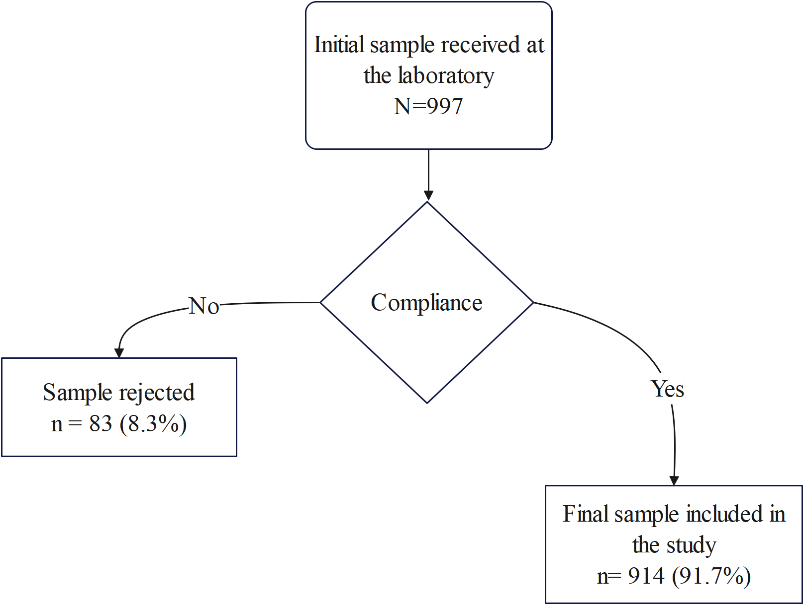 Initial sample received at
the laboratory
N=997
Compliance
No
Sample rejected
n = 83 (8.3%)
Yes
Final sample included in
the study
n= 914 (91.7%)